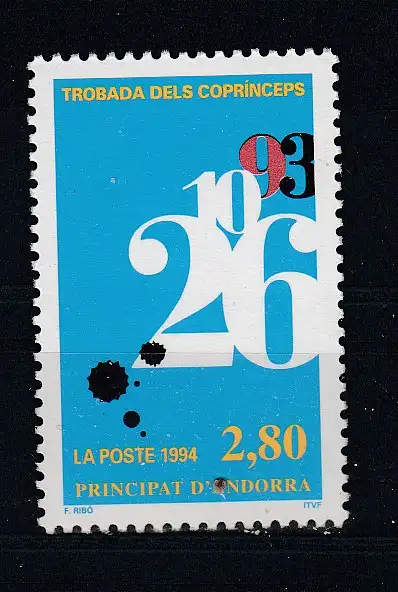 TROBADA DELS COPRÍNCEPS
93
10
26
LA POSTE 1994 2,80
PRINCIPAT D'ANDORRA
F. RIBÓ ITVF